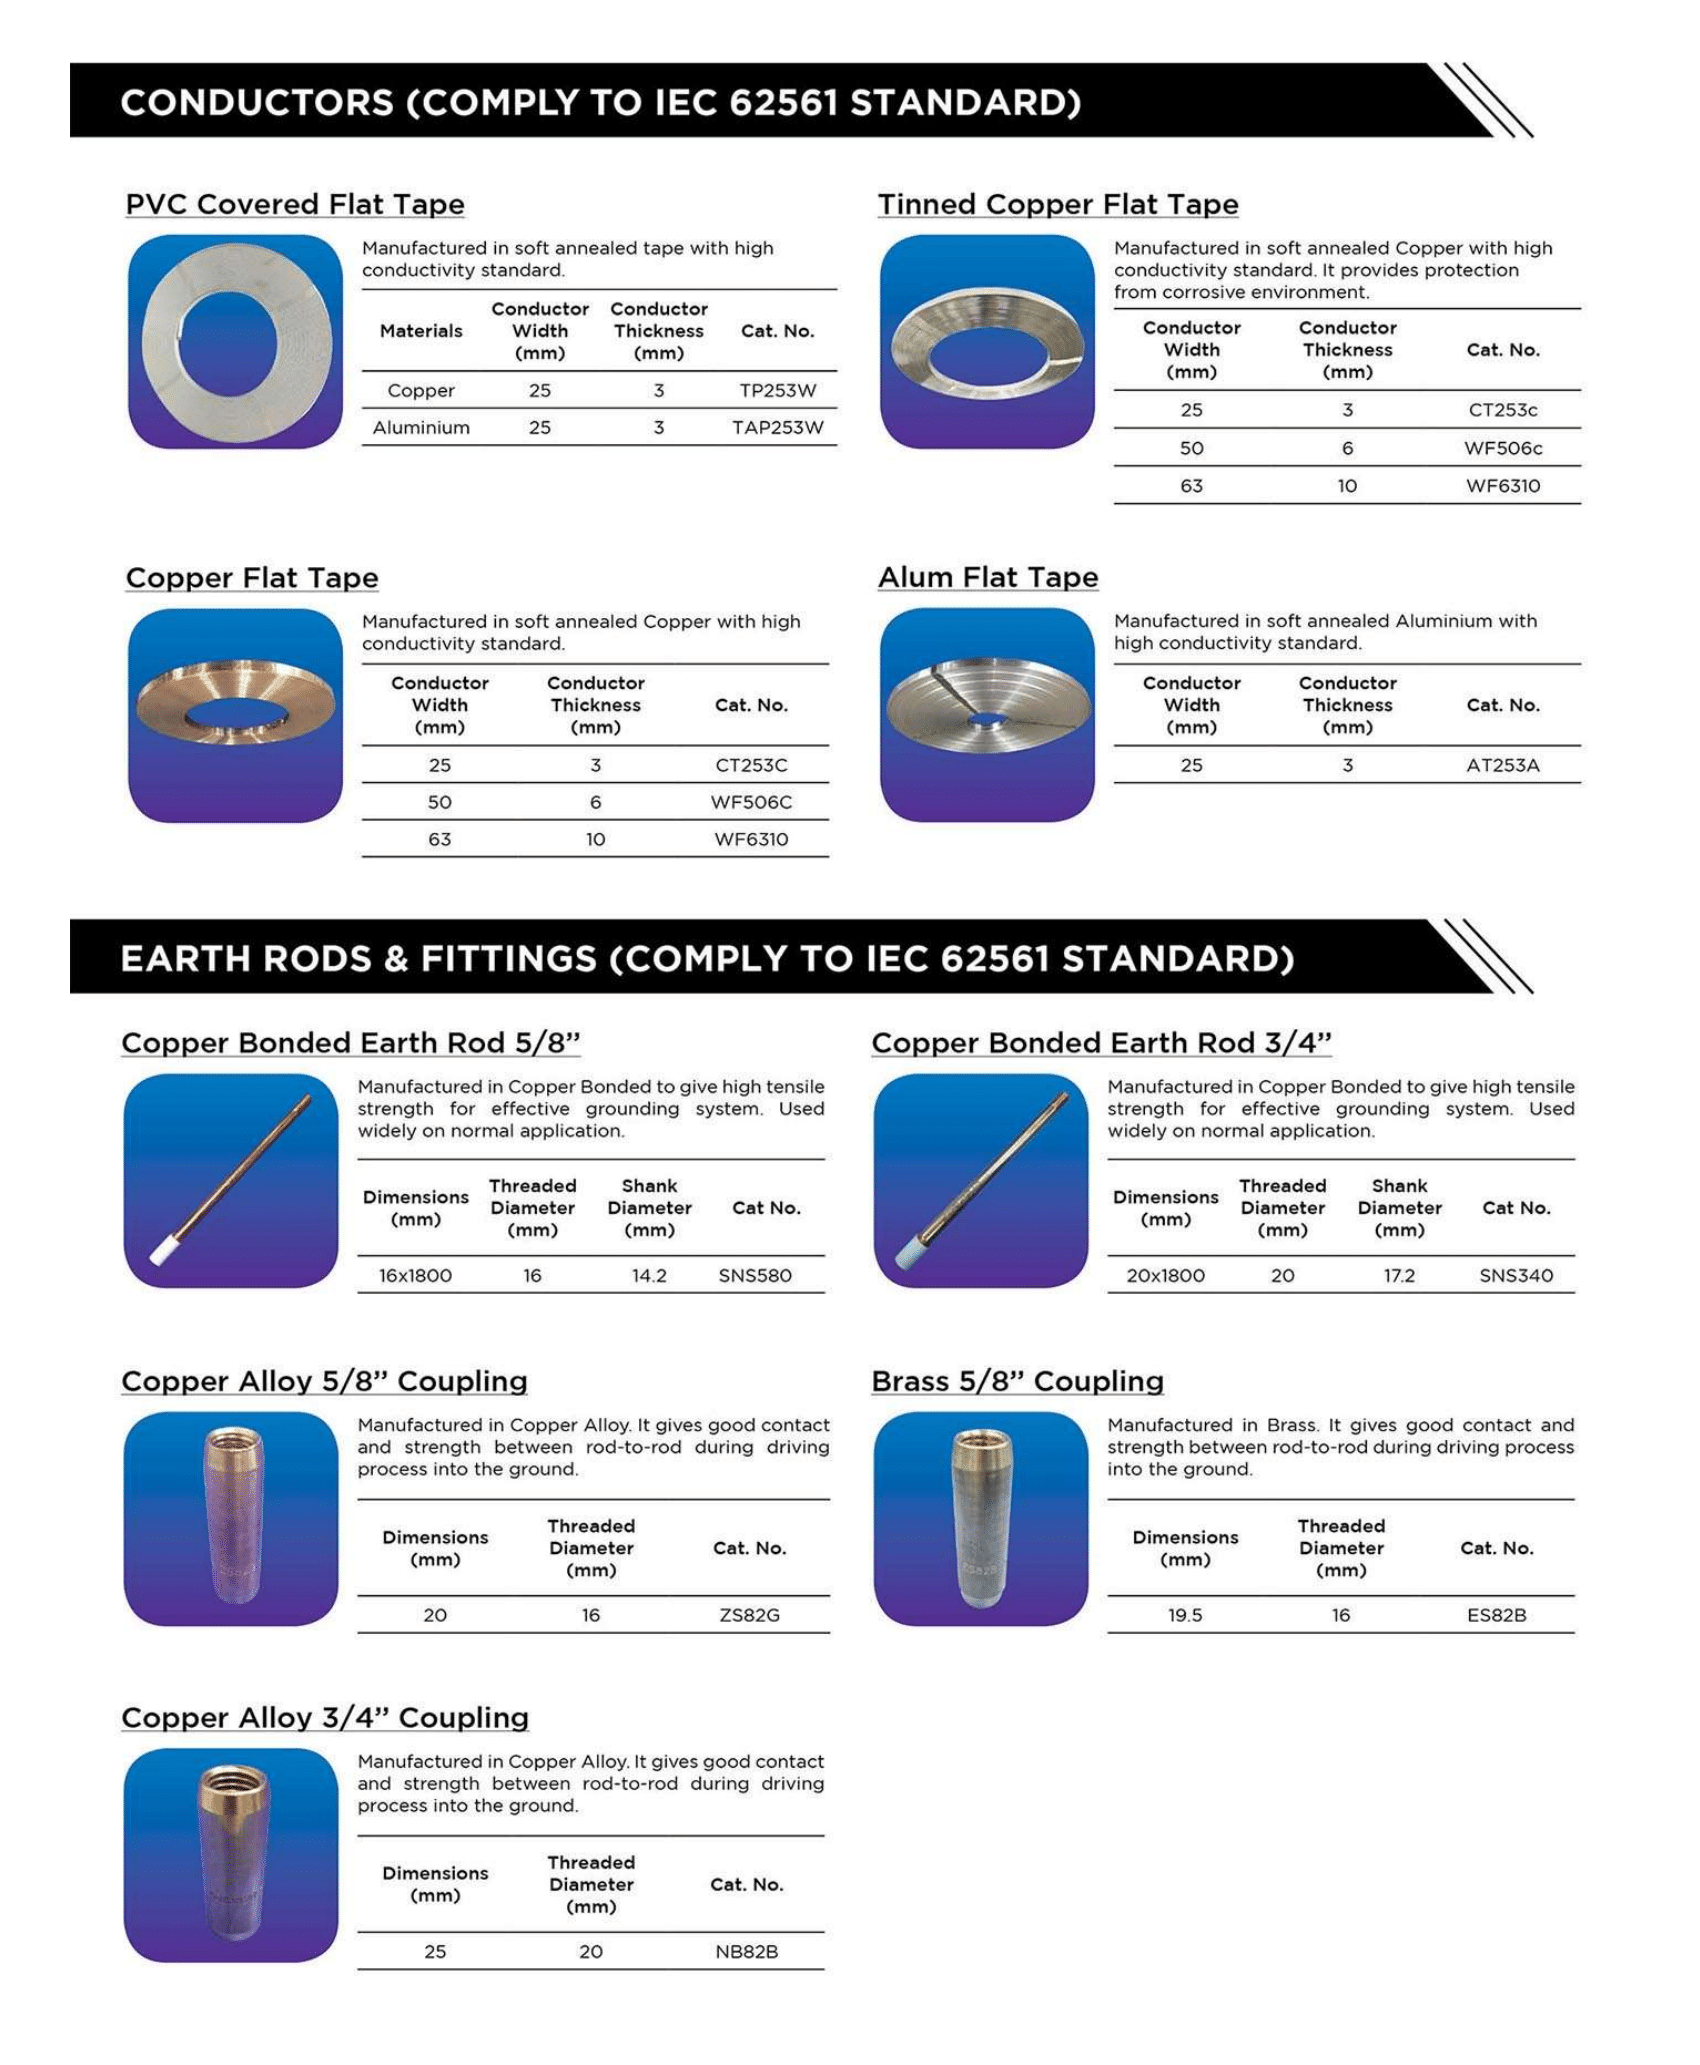 CONDUCTORS (COMPLY TO IEC 62561 STANDARD)
PVC Covered Flat Tape
Manufactured in soft annealed tape with high
conductivity standard.
Materials Conductor Width (mm) Conductor Thickness (mm) Cat. No.
Copper 25 3 TP253W
Aluminium 25 3 TAP253W
Tinned Copper Flat Tape
Manufactured in soft annealed Copper with high
conductivity standard. It provides protection
from corrosive environment.
Conductor Width (mm) Conductor Thickness (mm) Cat. No.
25 3 CT253c
50 6 WF506c
63 10 WF6310
Copper Flat Tape
Manufactured in soft annealed Copper with high
conductivity standard.
Conductor Width (mm) Conductor Thickness (mm) Cat. No.
25 3 CT253C
50 6 WF506C
63 10 WF6310
Alum Flat Tape
Manufactured in soft annealed Aluminium with
high conductivity standard.
Conductor Width (mm) Conductor Thickness (mm) Cat. No.
25 3 AT253A
EARTH RODS & FITTINGS (COMPLY TO IEC 62561 STANDARD)
Copper Bonded Earth Rod 5/8”
Manufactured in Copper Bonded to give high tensile
strength for effective grounding system. Used
widely on normal application.
Dimensions (mm) Threaded Diameter (mm) Shank Diameter (mm) Cat No.
16x1800 16 14.2 SNS580
Copper Bonded Earth Rod 3/4”
Manufactured in Copper Bonded to give high tensile
strength for effective grounding system. Used
widely on normal application.
Dimensions (mm) Threaded Diameter (mm) Shank Diameter (mm) Cat No.
20x1800 20 17.2 SNS340
Copper Alloy 5/8” Coupling
Manufactured in Copper Alloy. It gives good contact
and strength between rod-to-rod during driving
process into the ground.
Dimensions (mm) Threaded Diameter (mm) Cat. No.
20 16 ZS82G
Brass 5/8” Coupling
Manufactured in Brass. It gives good contact and
strength between rod-to-rod during driving process
into the ground.
Dimensions (mm) Threaded Diameter (mm) Cat. No.
19.5 16 ES82B
Copper Alloy 3/4” Coupling
Manufactured in Copper Alloy. It gives good contact
and strength between rod-to-rod during driving
process into the ground.
Dimensions (mm) Threaded Diameter (mm) Cat. No.
25 20 NB82B